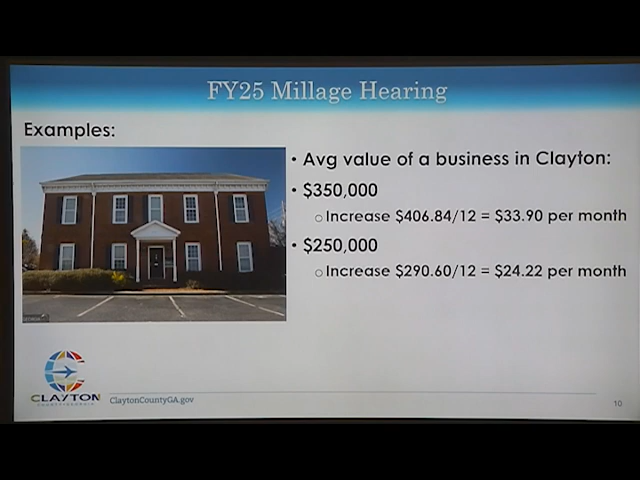 FY25 Millage Hearing
Examples:
• Avg value of a business in Clayton:
• $350,000
○ Increase $406.84/12 = $33.90 per month
• $250,000
○ Increase $290.60/12 = $24.22 per month
CLAYTON
ClaytonCountyGA.gov
10